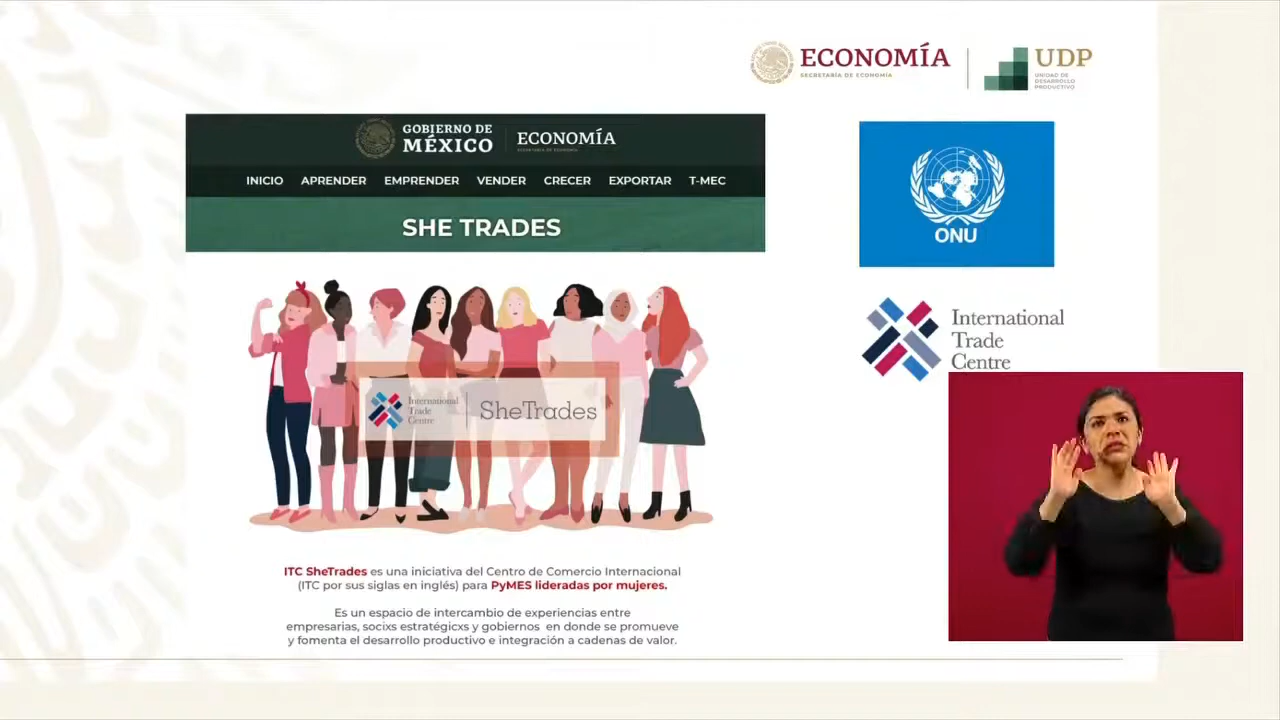 ECONOMÍA
SECRETARÍA DE ECONOMÍA
UDP
UNIDAD DE
DESARROLLO
PRODUCTIVO
GOBIERNO DE
MÉXICO
ECONOMÍA
SECRETARÍA DE ECONOMÍA
INICIO APRENDER EMPRENDER VENDER CRECER EXPORTAR T-MEC
SHE TRADES
ONU
International
Trade
Centre
International
Trade
Centre
SheTrades
ITC SheTrades es una iniciativa del Centro de Comercio Internacional
(ITC por sus siglas en inglés) para PyMES lideradas por mujeres.
Es un espacio de intercambio de experiencias entre
empresarias, socixs estratégicxs y gobiernos en donde se promueve
y fomenta el desarrollo productivo e integración a cadenas de valor.